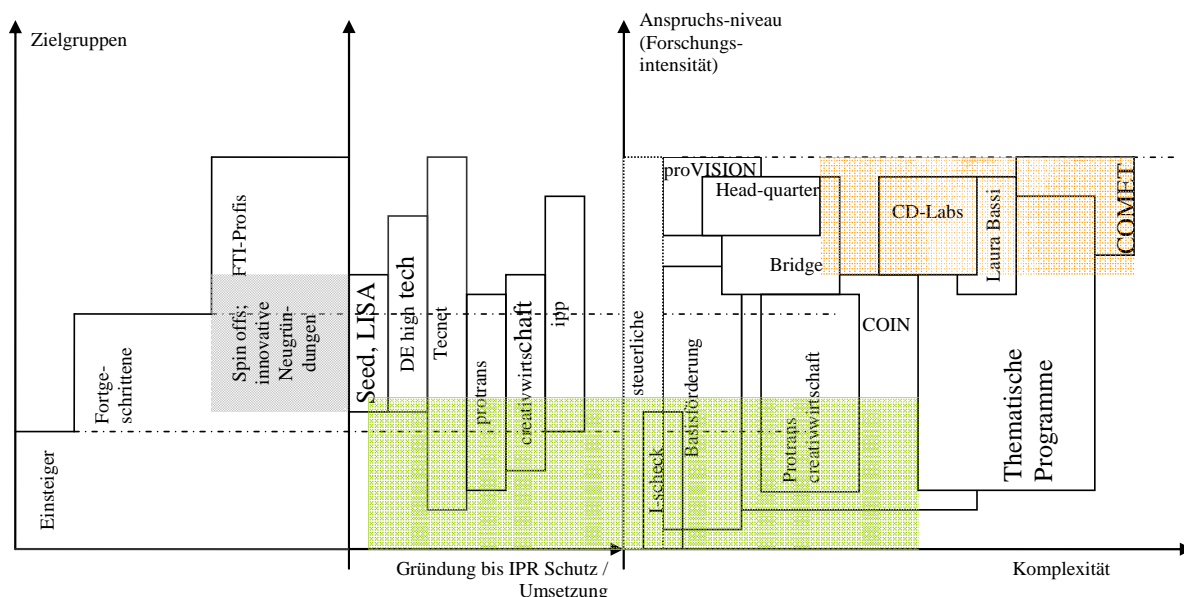 Zielgruppen
Anspruchs-niveau
(Forschungs-
intensität)
Einsteiger
Fortge-
schrittene
FTI-Profis
Spin offs;
innovative
Neugrün-
dungen
Seed, LISA
DE high tech
Tecnet
protrans
creativwirtschaft
ipp
steuerliche
proVISION
Head-quarter
Bridge
CD-Labs
Laura Bassi
COMET
COIN
I-scheck
Basisförderung
Protrans
creativwirtschaft
Thematische
Programme
Gründung bis IPR Schutz /
Umsetzung
Komplexität